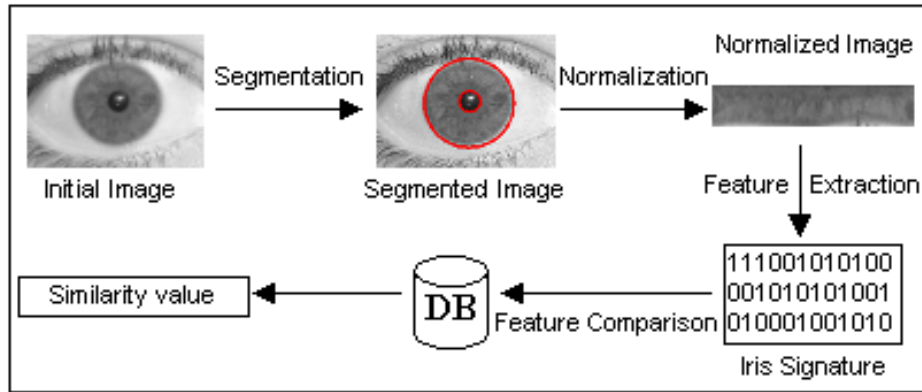 Normalized Image
Segmentation
Normalization
Initial Image
Segmented Image
Feature Extraction
111001010100
001010101001
010001001010
Iris Signature
Feature Comparison
DB
Similarity value